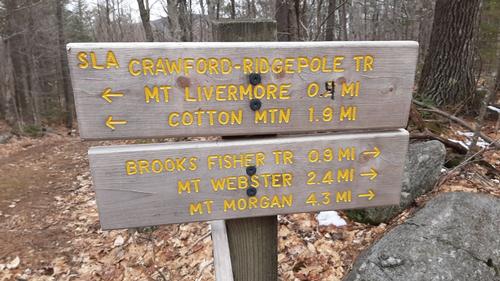 SLA CRAWFORD-RIDGEPOLE TR
← MT LIVERMORE 0.4 MI
← COTTON MTN 1.9 MI
BROOKS FISHER TR 0.9 MI →
MT WEBSTER 2.4 MI →
MT MORGAN 4.3 MI →